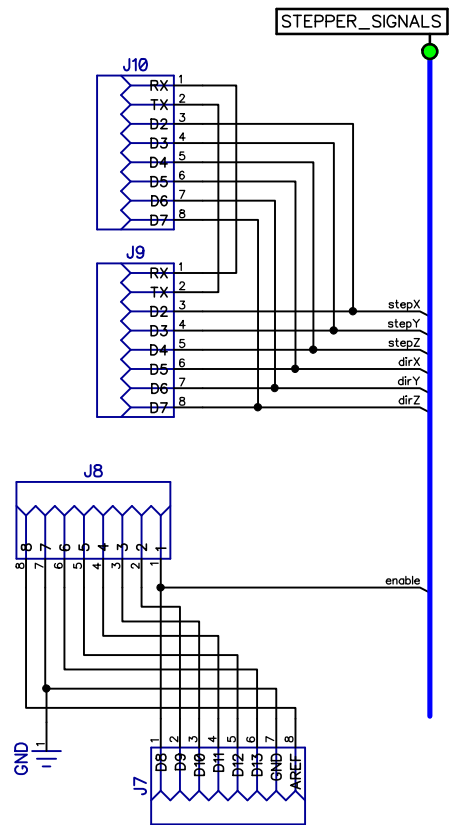 STEPPER_SIGNALS
J10
RX 1
TX 2
D2 3
D3 4
D4 5
D5 6
D6 7
D7 8
J9
RX 1
TX 2
D2 3 stepX
D3 4 stepY
D4 5 stepZ
D5 6 dirX
D6 7 dirY
D7 8 dirZ
J8
8 7 6 5 4 3 2 1
8 7 6 5 4 3 2 1
enable
GND 1
1 2 3 4 5 6 7 8
J7 D8 D9 D10 D11 D12 D13 GND AREF